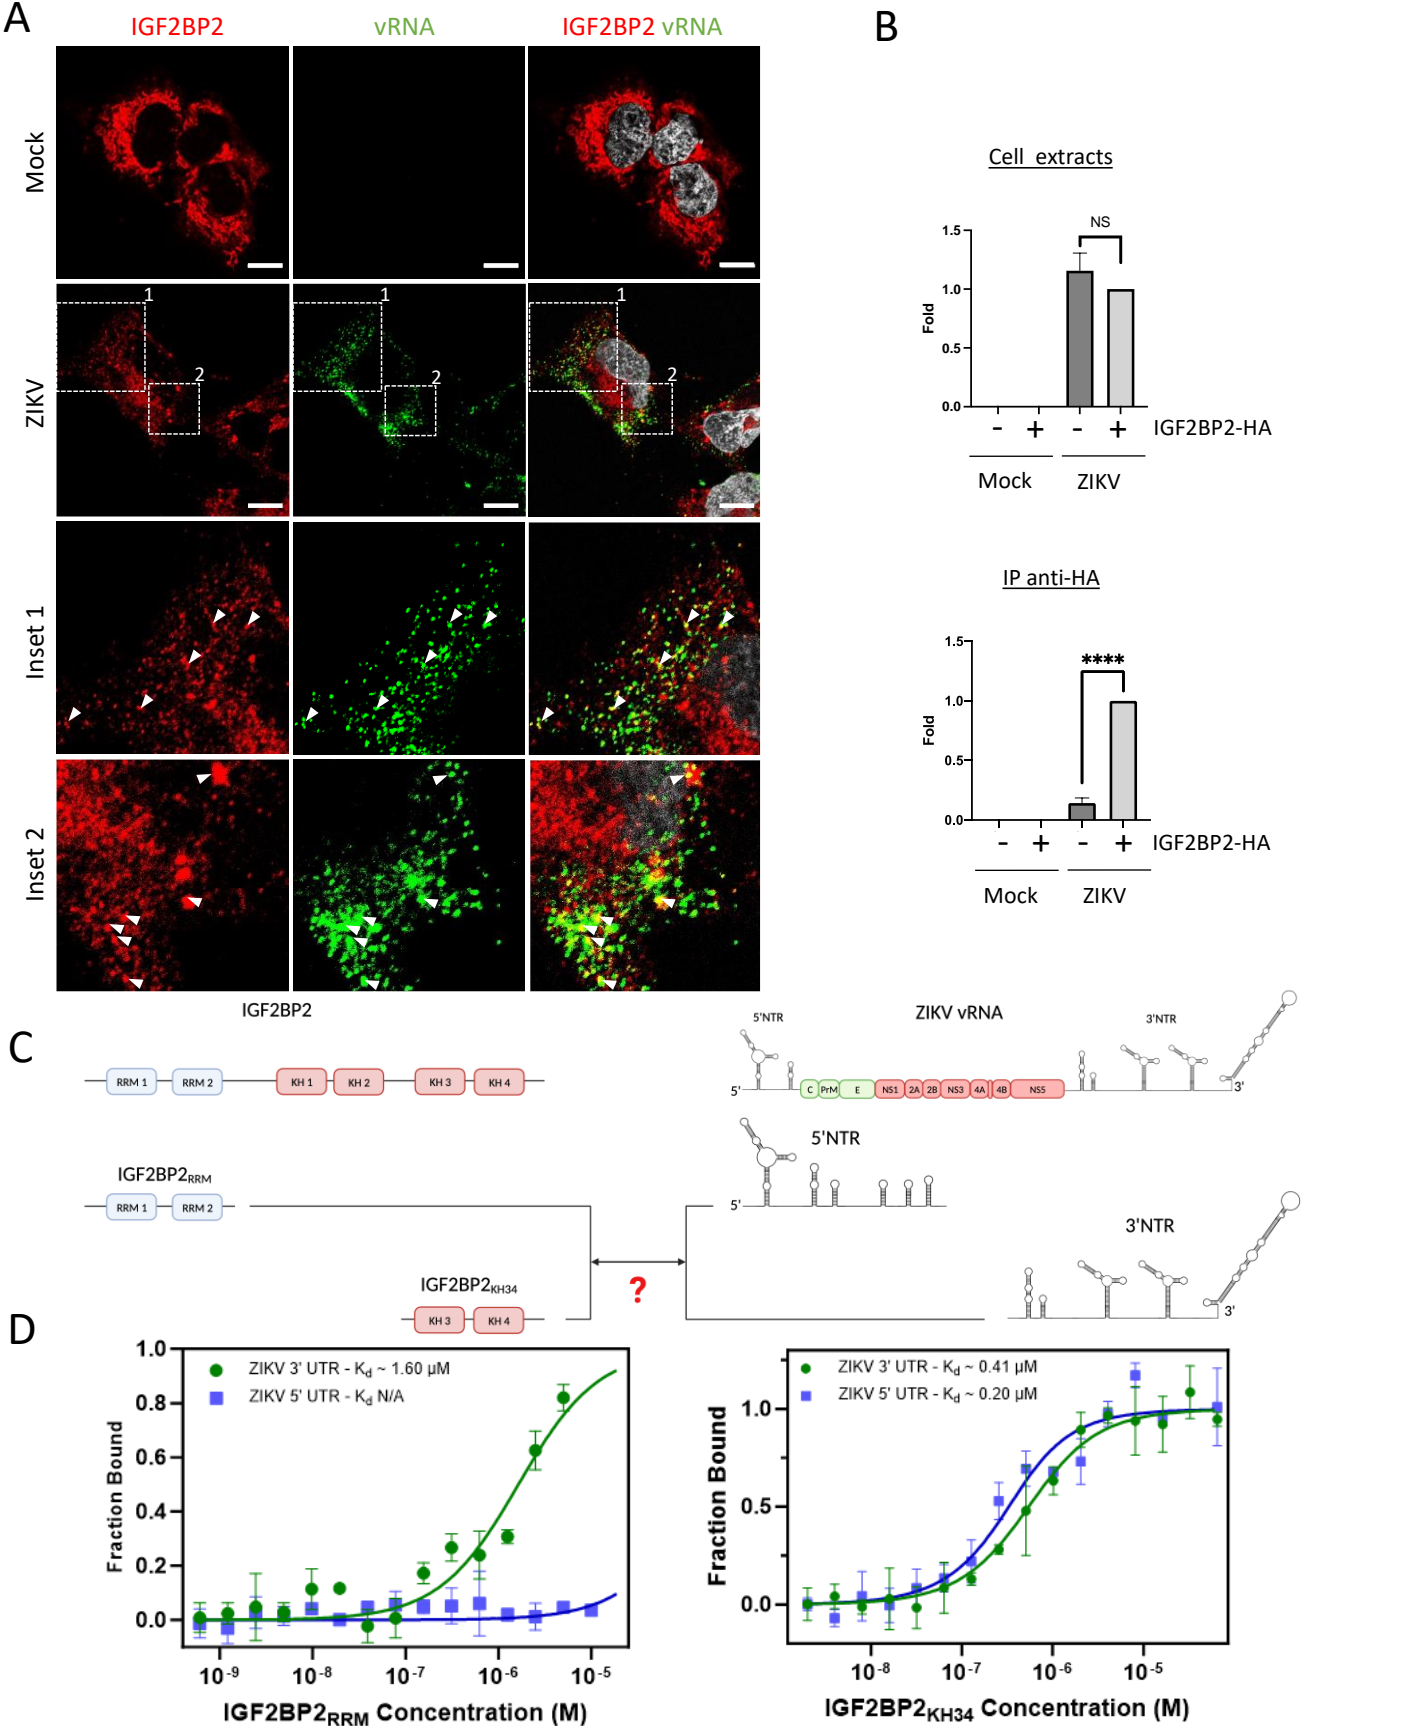 A
IGF2BP2
vRNA
IGF2BP2 vRNA
Mock
ZIKV
1
2
1
2
1
2
Inset 1
Inset 2
B
Cell extracts
Fold
1.5
1.0
0.5
0.0
NS
- + - + IGF2BP2-HA
Mock ZIKV
IP anti-HA
Fold
1.5
1.0
0.5
0.0
****
- + - + IGF2BP2-HA
Mock ZIKV
C
IGF2BP2
RRM 1 RRM 2 KH 1 KH 2 KH 3 KH 4
IGF2BP2RRM
RRM 1 RRM 2
IGF2BP2KH34
KH 3 KH 4
?
5'NTR ZIKV vRNA 3'NTR
5' C PrM E NS1 2A 2B NS3 4A 4B NS5 3'
5'NTR
5'
3'NTR
3'
D
ZIKV 3' UTR - Kd ~ 1.60 µM
ZIKV 5' UTR - Kd N/A
Fraction Bound
1.0
0.8
0.6
0.4
0.2
0.0
10-9 10-8 10-7 10-6 10-5
IGF2BP2RRM Concentration (M)
ZIKV 3' UTR - Kd ~ 0.41 µM
ZIKV 5' UTR - Kd ~ 0.20 µM
Fraction Bound
1.0
0.5
0.0
10-8 10-7 10-6 10-5
IGF2BP2KH34 Concentration (M)